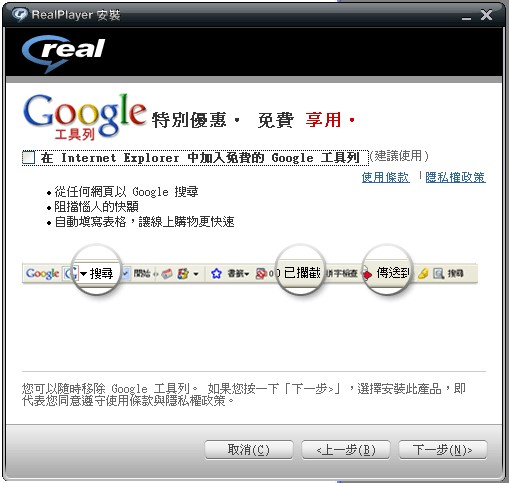 RealPlayer 安裝
real
Google 工具列 特別優惠。 免費 享用。
在 Internet Explorer 中加入免費的 Google 工具列 (建議使用)
使用條款 | 隱私權政策
• 從任何網頁以 Google 搜尋
• 阻擋惱人的快顯
• 自動填寫表格，讓線上購物更快速
Google G 搜尋 開始 書籤 0 已攔截 拼字檢查 傳送到 搜尋
您可以隨時移除 Google 工具列。 如果您按一下「下一步>」，選擇安裝此產品，即
代表您同意遵守使用條款與隱私權政策。
取消(C) <上一步(B) 下一步(N)>